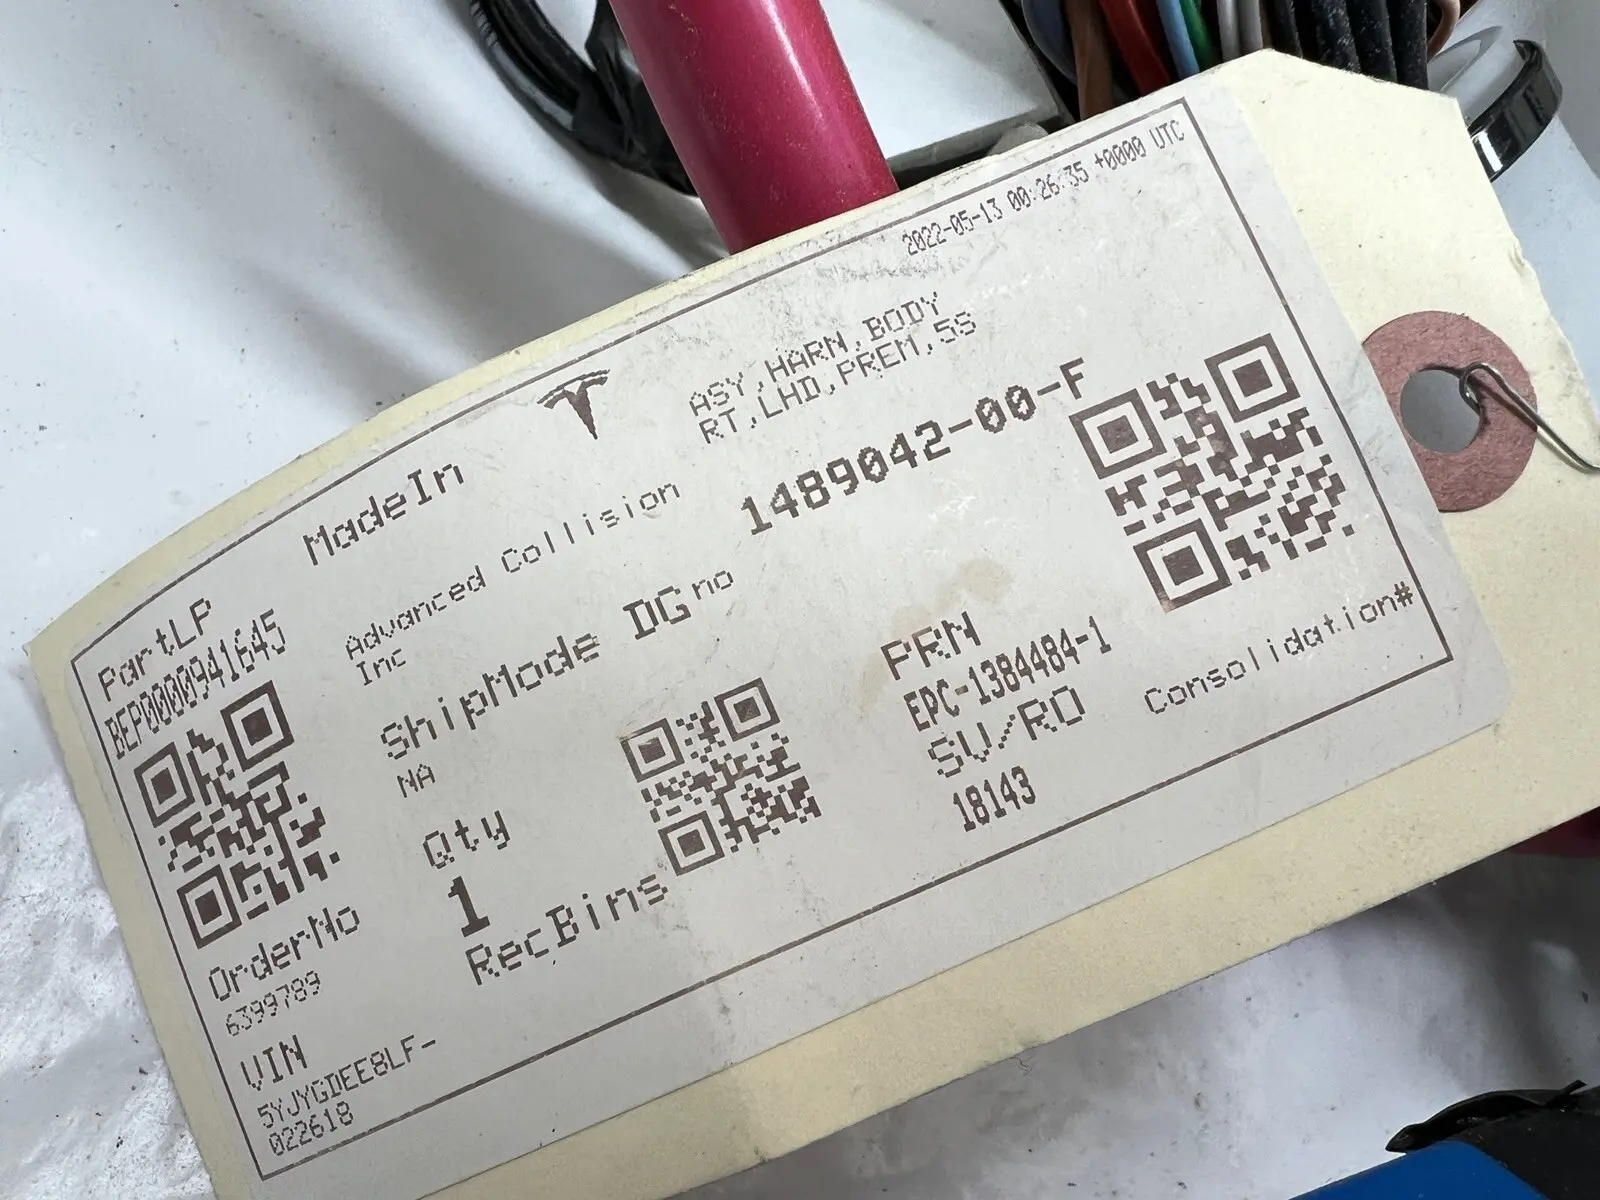 2022-05-13 00:26:35 +0000 UTC
MadeIn
ASY,HARN,BODY
RT,LHD,PREM,5S
1489042-00-F
PartLP
BEP0000941645
Advanced Collision
Inc
ShipMode DG no
NA
PRN
EPC-1384484-1
SV/RO
18143
Consolidation#
Qty
1
RecBins
OrderNo
6399789
VIN
5YJYGDEE8LF-
022618